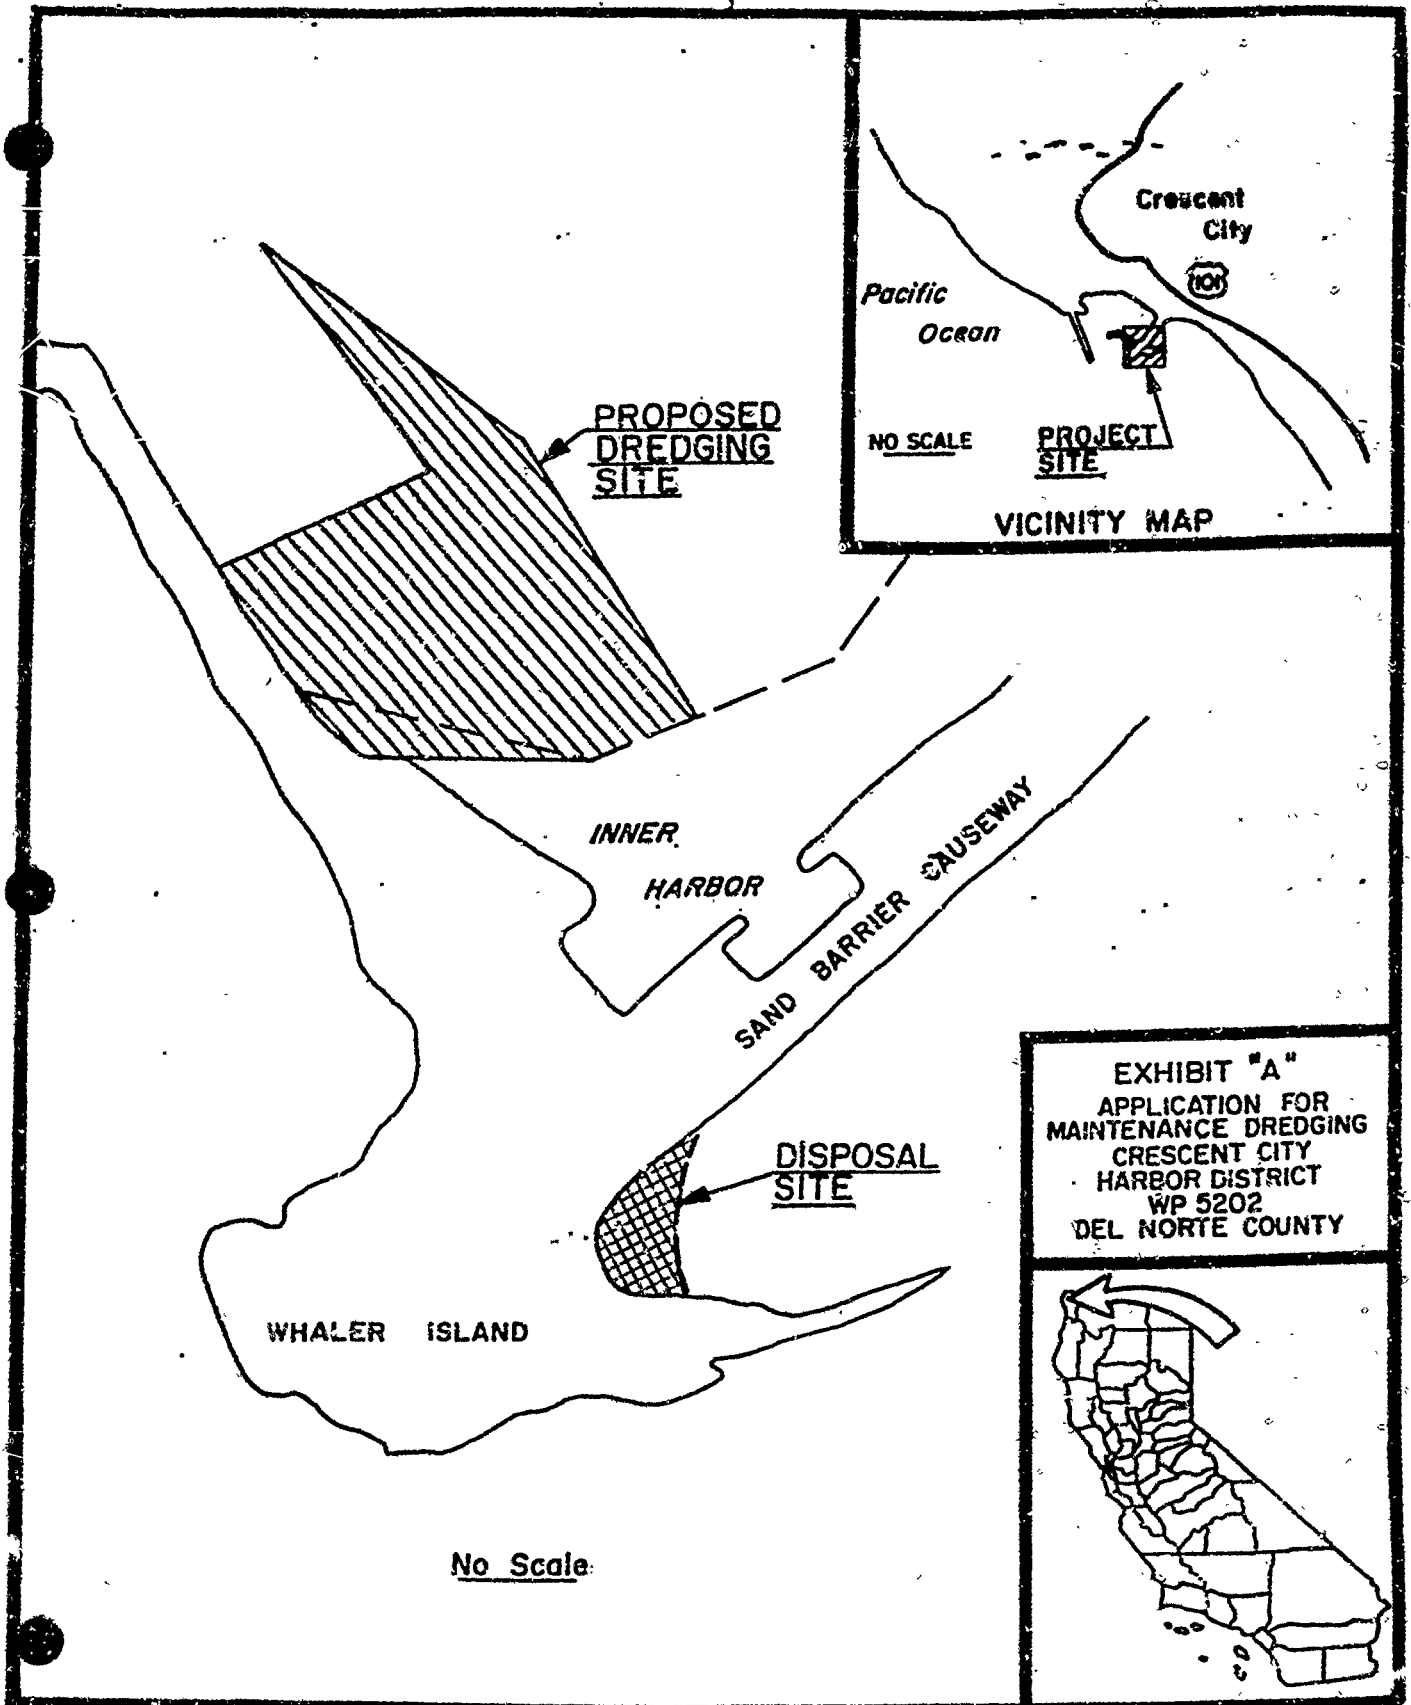 Crescent
City
101
Pacific
Ocean
NO SCALE
PROJECT
SITE
VICINITY MAP
PROPOSED
DREDGING
SITE
INNER
HARBOR
SAND BARRIER CAUSEWAY
DISPOSAL
SITE
WHALER ISLAND
No Scale
EXHIBIT "A"
APPLICATION FOR
MAINTENANCE DREDGING
CRESCENT CITY
HARBOR DISTRICT
WP 5202
DEL NORTE COUNTY